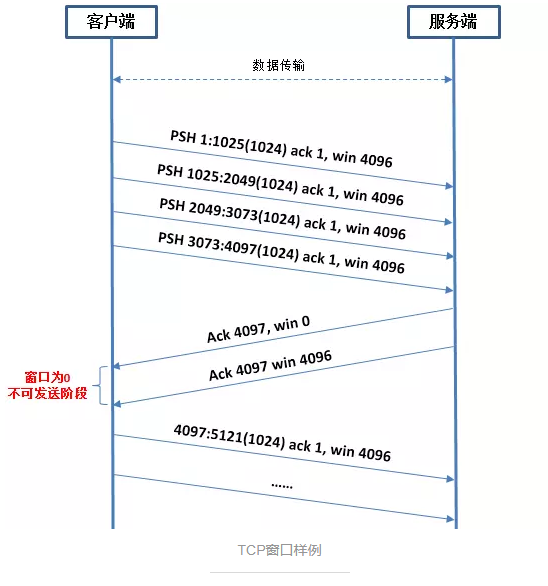 客户端
服务端
数据传输
PSH 1:1025(1024) ack 1, win 4096
PSH 1025:2049(1024) ack 1, win 4096
PSH 2049:3073(1024) ack 1, win 4096
PSH 3073:4097(1024) ack 1, win 4096
Ack 4097, win 0
Ack 4097 win 4096
窗口为0
不可发送阶段
4097:5121(1024) ack 1, win 4096
......
TCP窗口样例